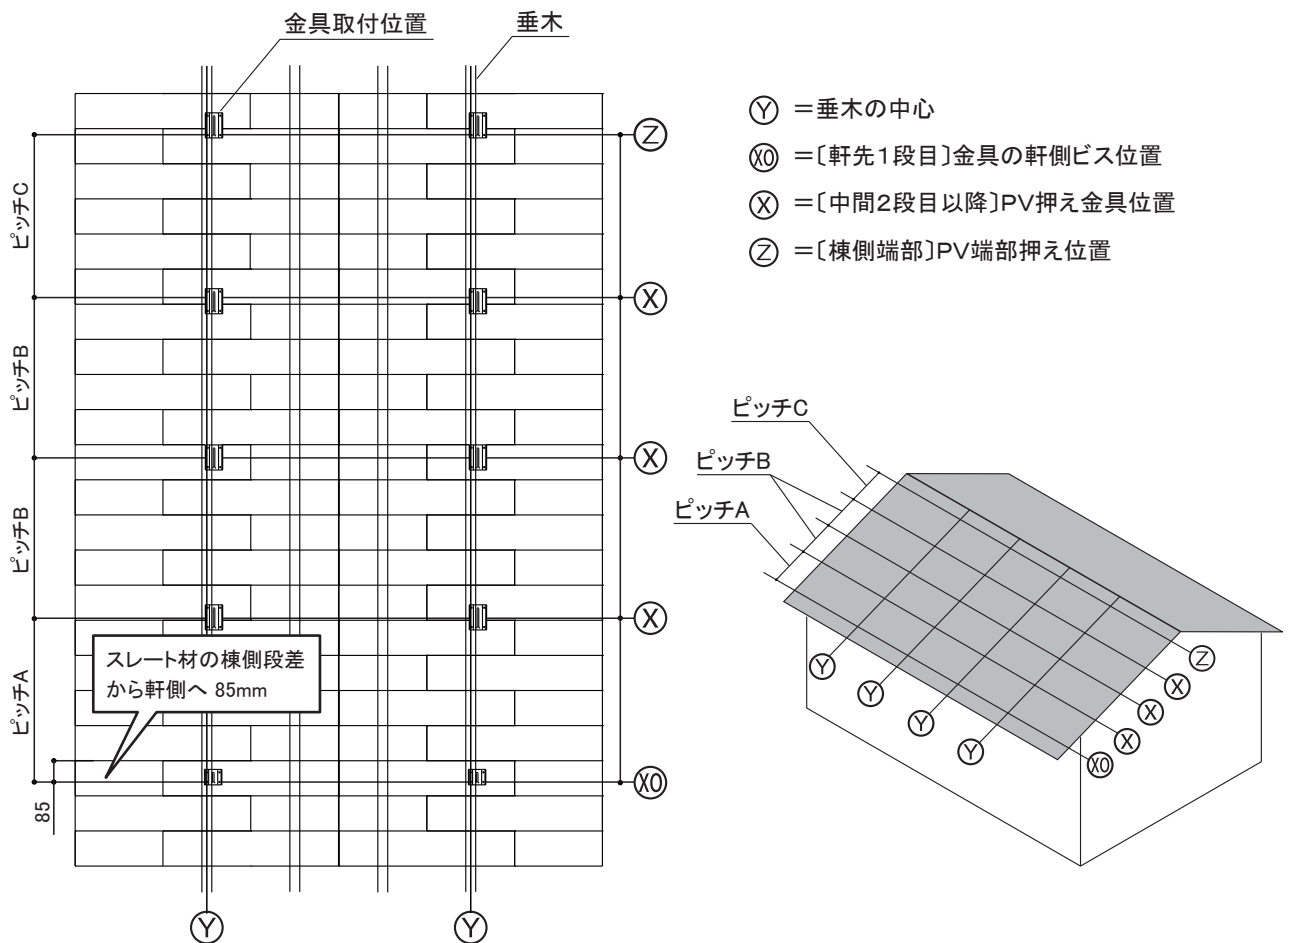 金具取付位置
垂木
Y =垂木の中心
XO =〔軒先1段目〕金具の軒側ビス位置
X =〔中間2段目以降〕PV押え金具位置
Z =〔棟側端部〕PV端部押え位置
ピッチC
ピッチB
ピッチB
ピッチA
85
スレート材の棟側段差
から軒側へ 85mm
Z
X
X
X
XO
Y
Y
ピッチC
ピッチB
ピッチA
Y
Y
Y
Y
Z
X
X
X
XO